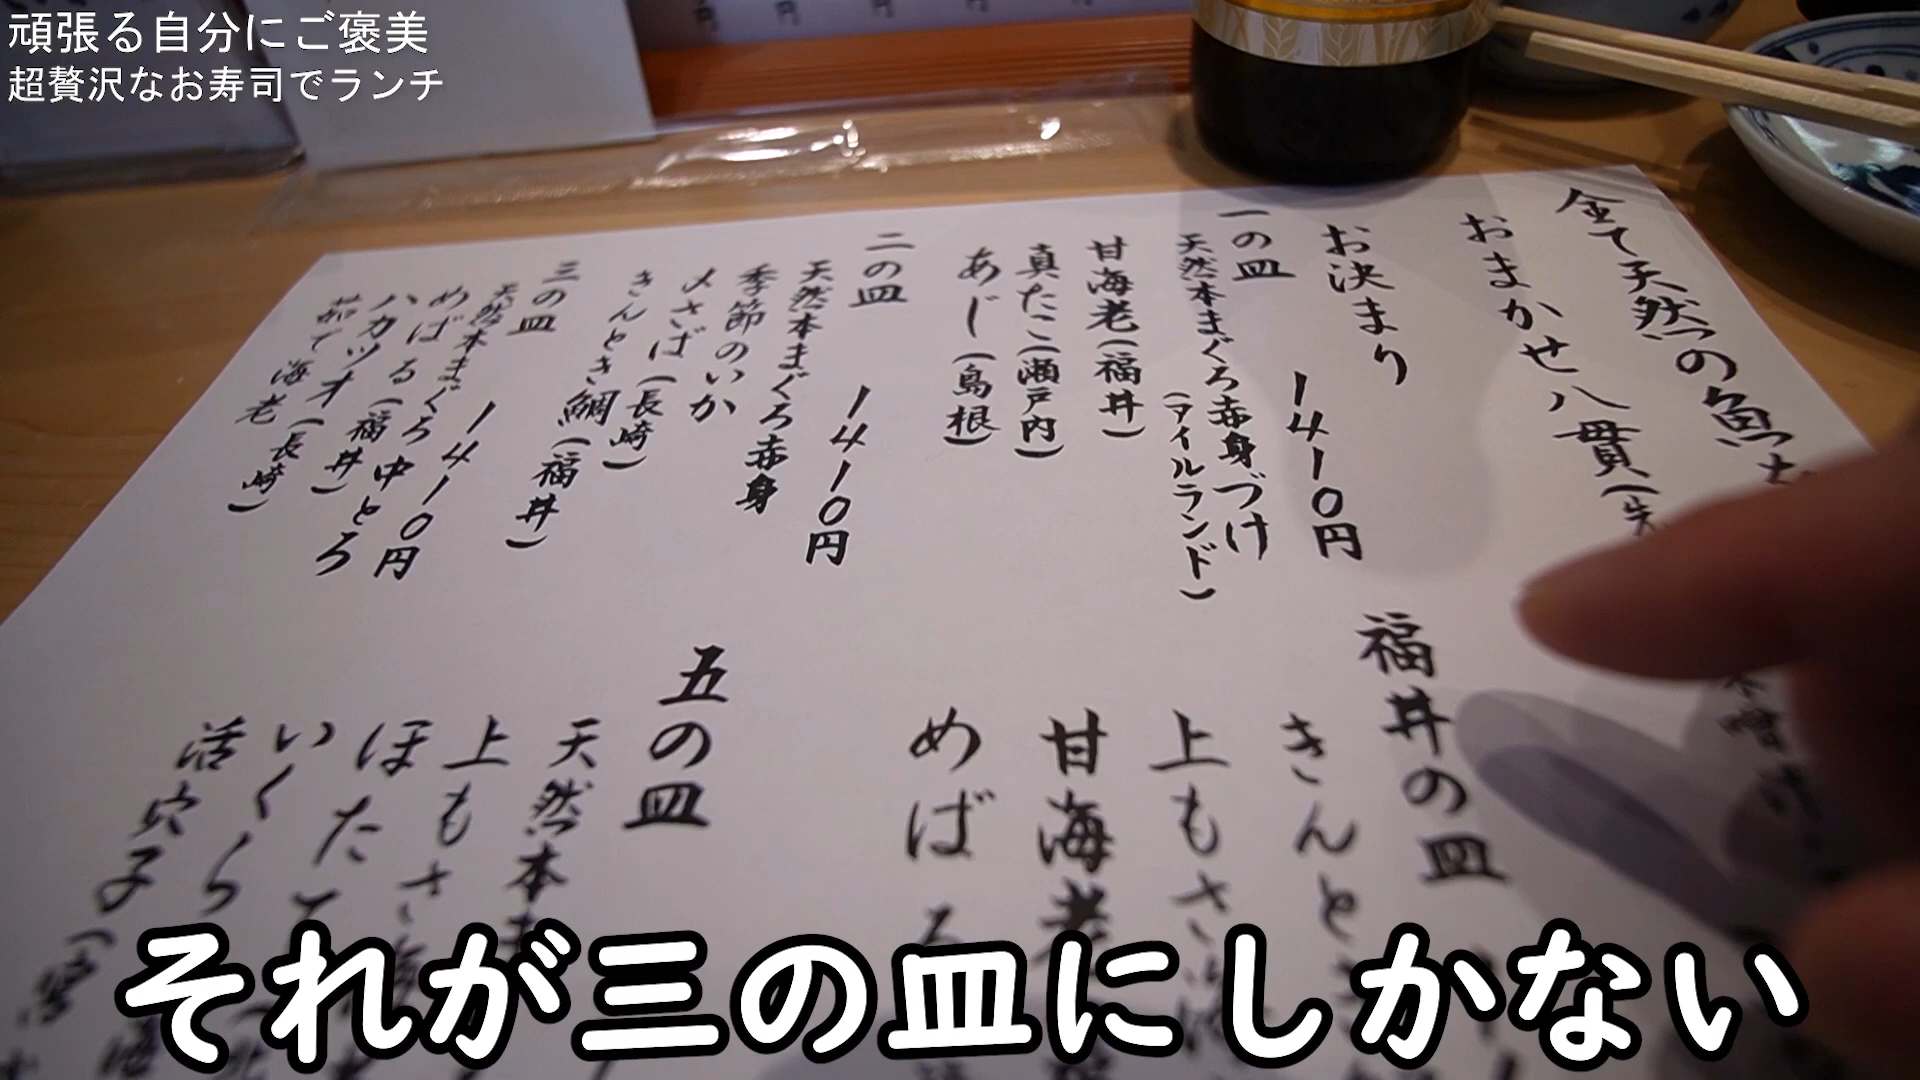 頑張る自分にご褒美
超贅沢なお寿司でランチ
全て天然の魚
おまかせ八貫
お決まり
一の皿 1410円
天然本まぐろ赤身づけ
(アイルランド)
甘海老(福井)
真たこ(瀬戸内)
あじ(島根)
二の皿 1410円
天然本まぐろ赤身
季節のいか
〆さば(長崎)
きんとき鯛(福井)
三の皿 1410円
天然本まぐろ中とろ
めばる(福井)
ハガツオ(長崎)
茹で海老
福井の皿
きんと
上もさ
甘海老
めばる
五の皿
天然本ま
上もさ
ほたて
いくら
活穴子
それが三の皿にしかない